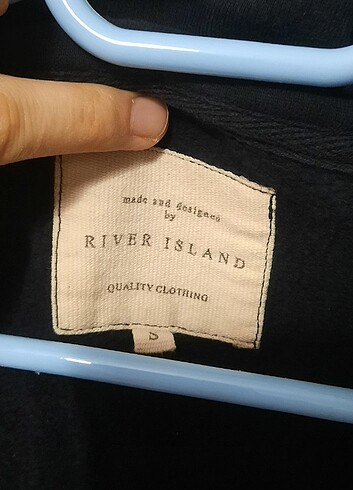 made and designed
by
RIVER ISLAND
QUALITY CLOTHING
S